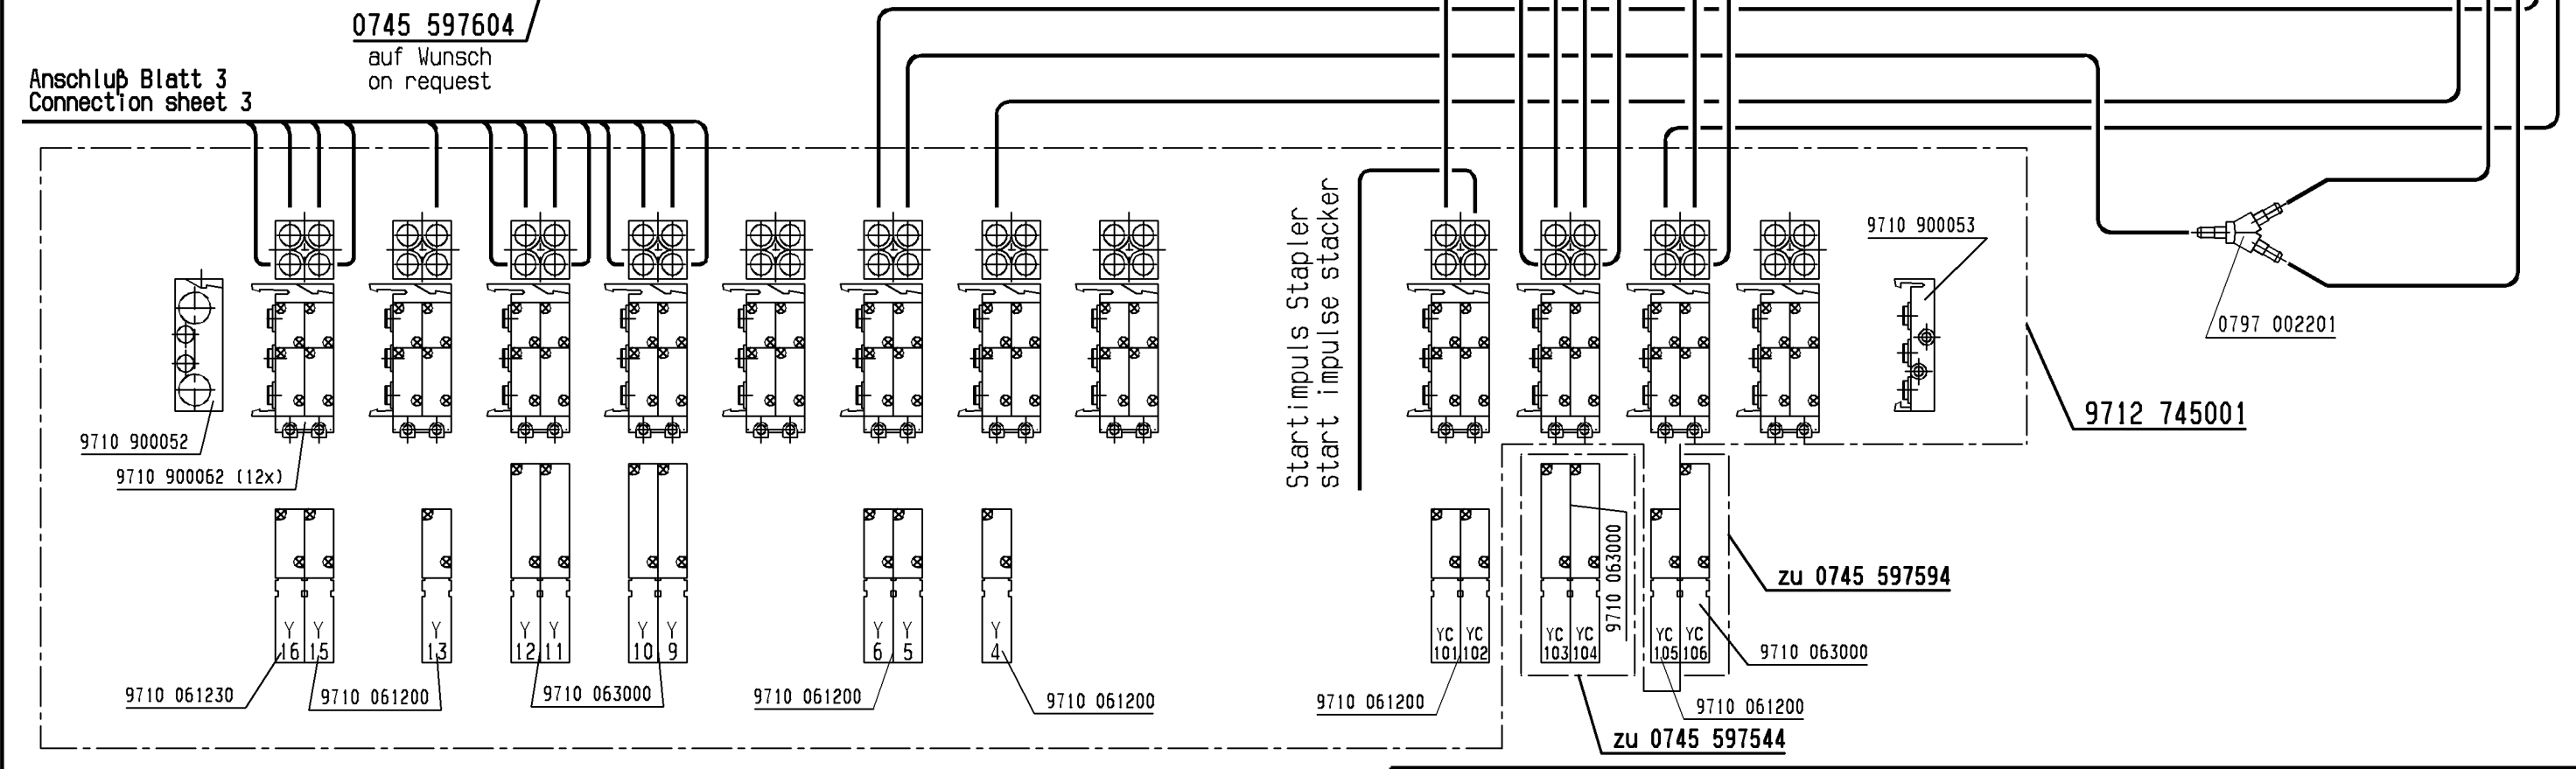 0745 597604
auf Wunsch
on request
Anschluß Blatt 3
Connection sheet 3
Startimpuls Stapler
start impulse stacker
9710 900053
0797 002201
9712 745001
9710 900052
9710 900062 (12x)
9710 063000
zu 0745 597594
Y 16
Y 15
Y 13
Y 12
Y 11
Y 10
Y 9
Y 6
Y 5
Y 4
YC 101
YC 102
YC 103
YC 104
YC 105
YC 106
9710 063000
9710 061230
9710 061200
9710 063000
9710 061200
9710 061200
9710 061200
9710 061200
zu 0745 597544